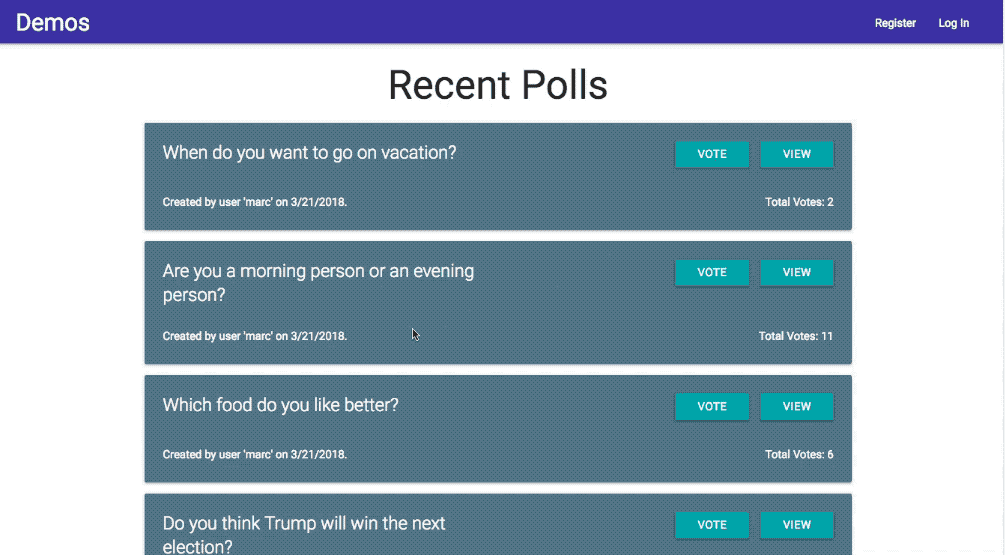 Demos
Register
Log In
Recent Polls
When do you want to go on vacation?
VOTE
VIEW
Created by user 'marc' on 3/21/2018.
Total Votes: 2
Are you a morning person or an evening
person?
VOTE
VIEW
Created by user 'marc' on 3/21/2018.
Total Votes: 11
Which food do you like better?
VOTE
VIEW
Created by user 'marc' on 3/21/2018.
Total Votes: 6
Do you think Trump will win the next
election?
VOTE
VIEW